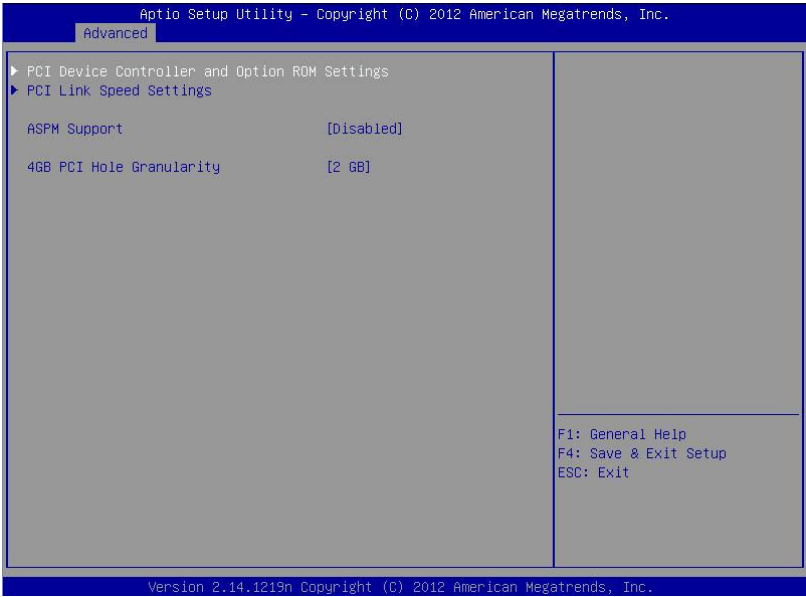 Aptio Setup Utility – Copyright (C) 2012 American Megatrends, Inc.
Advanced
PCI Device Controller and Option ROM Settings
PCI Link Speed Settings
ASPM Support [Disabled]
4GB PCI Hole Granularity [2 GB]
F1: General Help
F4: Save & Exit Setup
ESC: Exit
Version 2.14.1219n Copyright (C) 2012 American Megatrends, Inc.